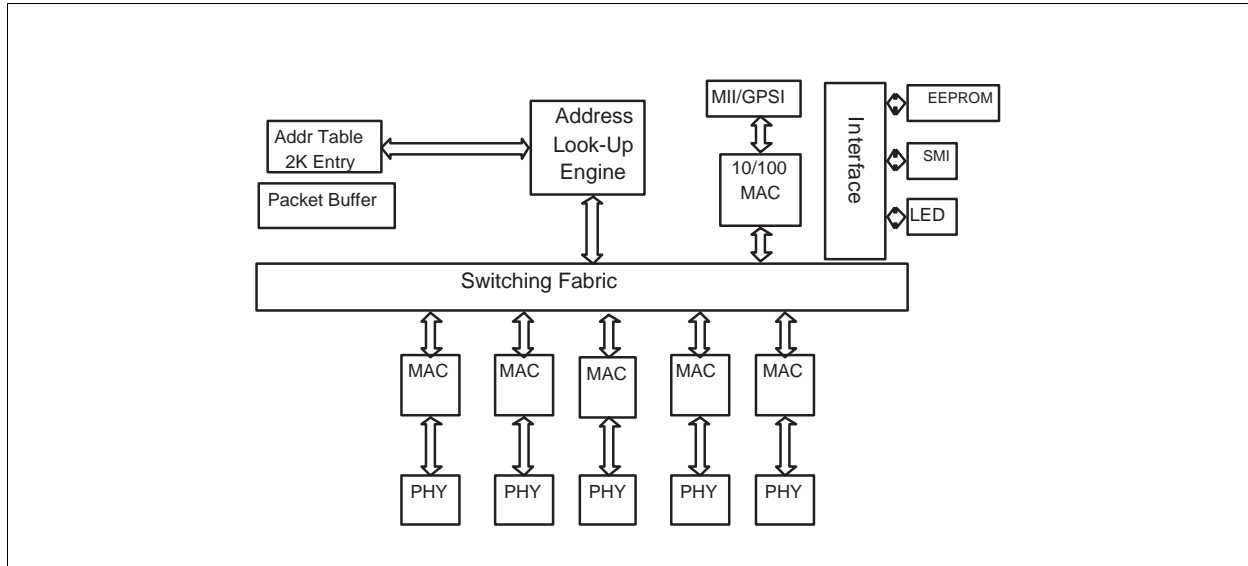 MII/GPSI
EEPROM
Address
Look-Up
Engine
Addr Table
2K Entry
Interface
SMI
10/100
MAC
Packet Buffer
LED
Switching Fabric
MAC
MAC
MAC
MAC
MAC
PHY
PHY
PHY
PHY
PHY